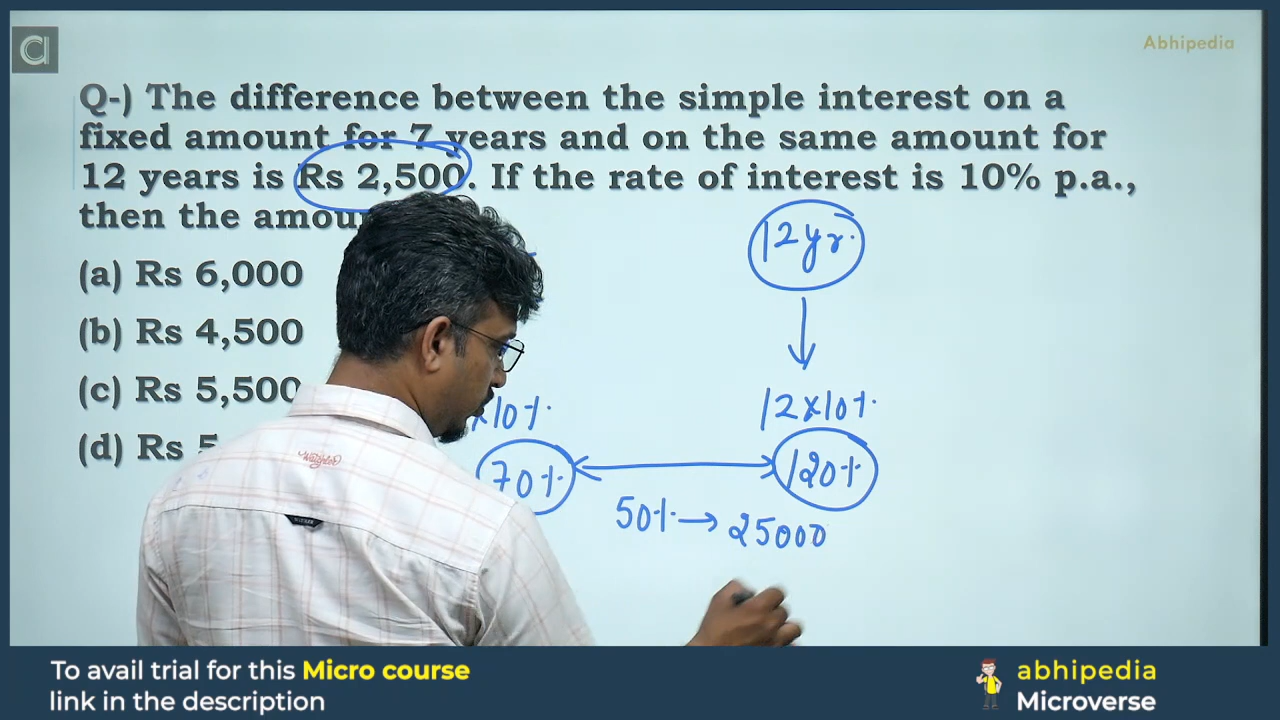 Abhipedia
Q-) The difference between the simple interest on a
fixed amount for 7 years and on the same amount for
12 years is Rs 2,500. If the rate of interest is 10% p.a.,
then the amou
12 yr.
(a) Rs 6,000
(b) Rs 4,500
(c) Rs 5,500
×10%
12×10%
(d) Rs 5
70%
120%
50% → 25000
To avail trial for this Micro course
link in the description
abhipedia
Microverse